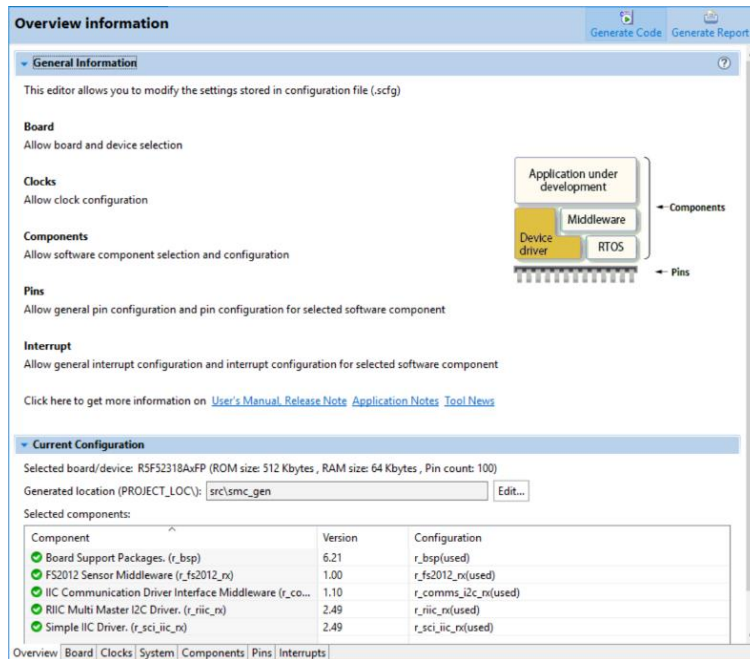 Overview information
Generate Code Generate Report
General Information
This editor allows you to modify the settings stored in configuration file (.scfg)
Board
Allow board and device selection
Clocks
Allow clock configuration
Components
Allow software component selection and configuration
Pins
Allow general pin configuration and pin configuration for selected software component
Interrupt
Allow general interrupt configuration and interrupt configuration for selected software component
Application under
development
Middleware
Device
driver
RTOS
Components
Pins
Click here to get more information on User's Manual, Release Note Application Notes Tool News
Current Configuration
Selected board/device: R5F52318AxFP (ROM size: 512 Kbytes , RAM size: 64 Kbytes , Pin count: 100)
Generated location (PROJECT_LOC\): src\smc_gen Edit...
Selected components:
Component Version Configuration
Board Support Packages. (r_bsp) 6.21 r_bsp(used)
FS2012 Sensor Middleware (r_fs2012_rx) 1.00 r_fs2012_rx(used)
IIC Communication Driver Interface Middleware (r_co... 1.10 r_comms_i2c_rx(used)
RIIC Multi Master I2C Driver. (r_riic_rx) 2.49 r_riic_rx(used)
Simple IIC Driver. (r_sci_iic_rx) 2.49 r_sci_iic_rx(used)
Overview Board Clocks System Components Pins Interrupts